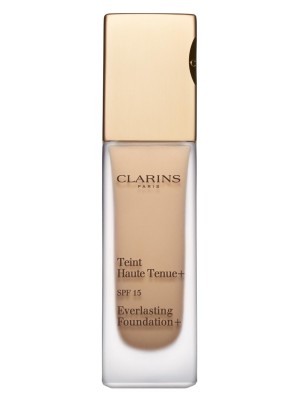 CLARINS
PARIS
Teint
Haute Tenue+
SPF 15
Everlasting
Foundation+